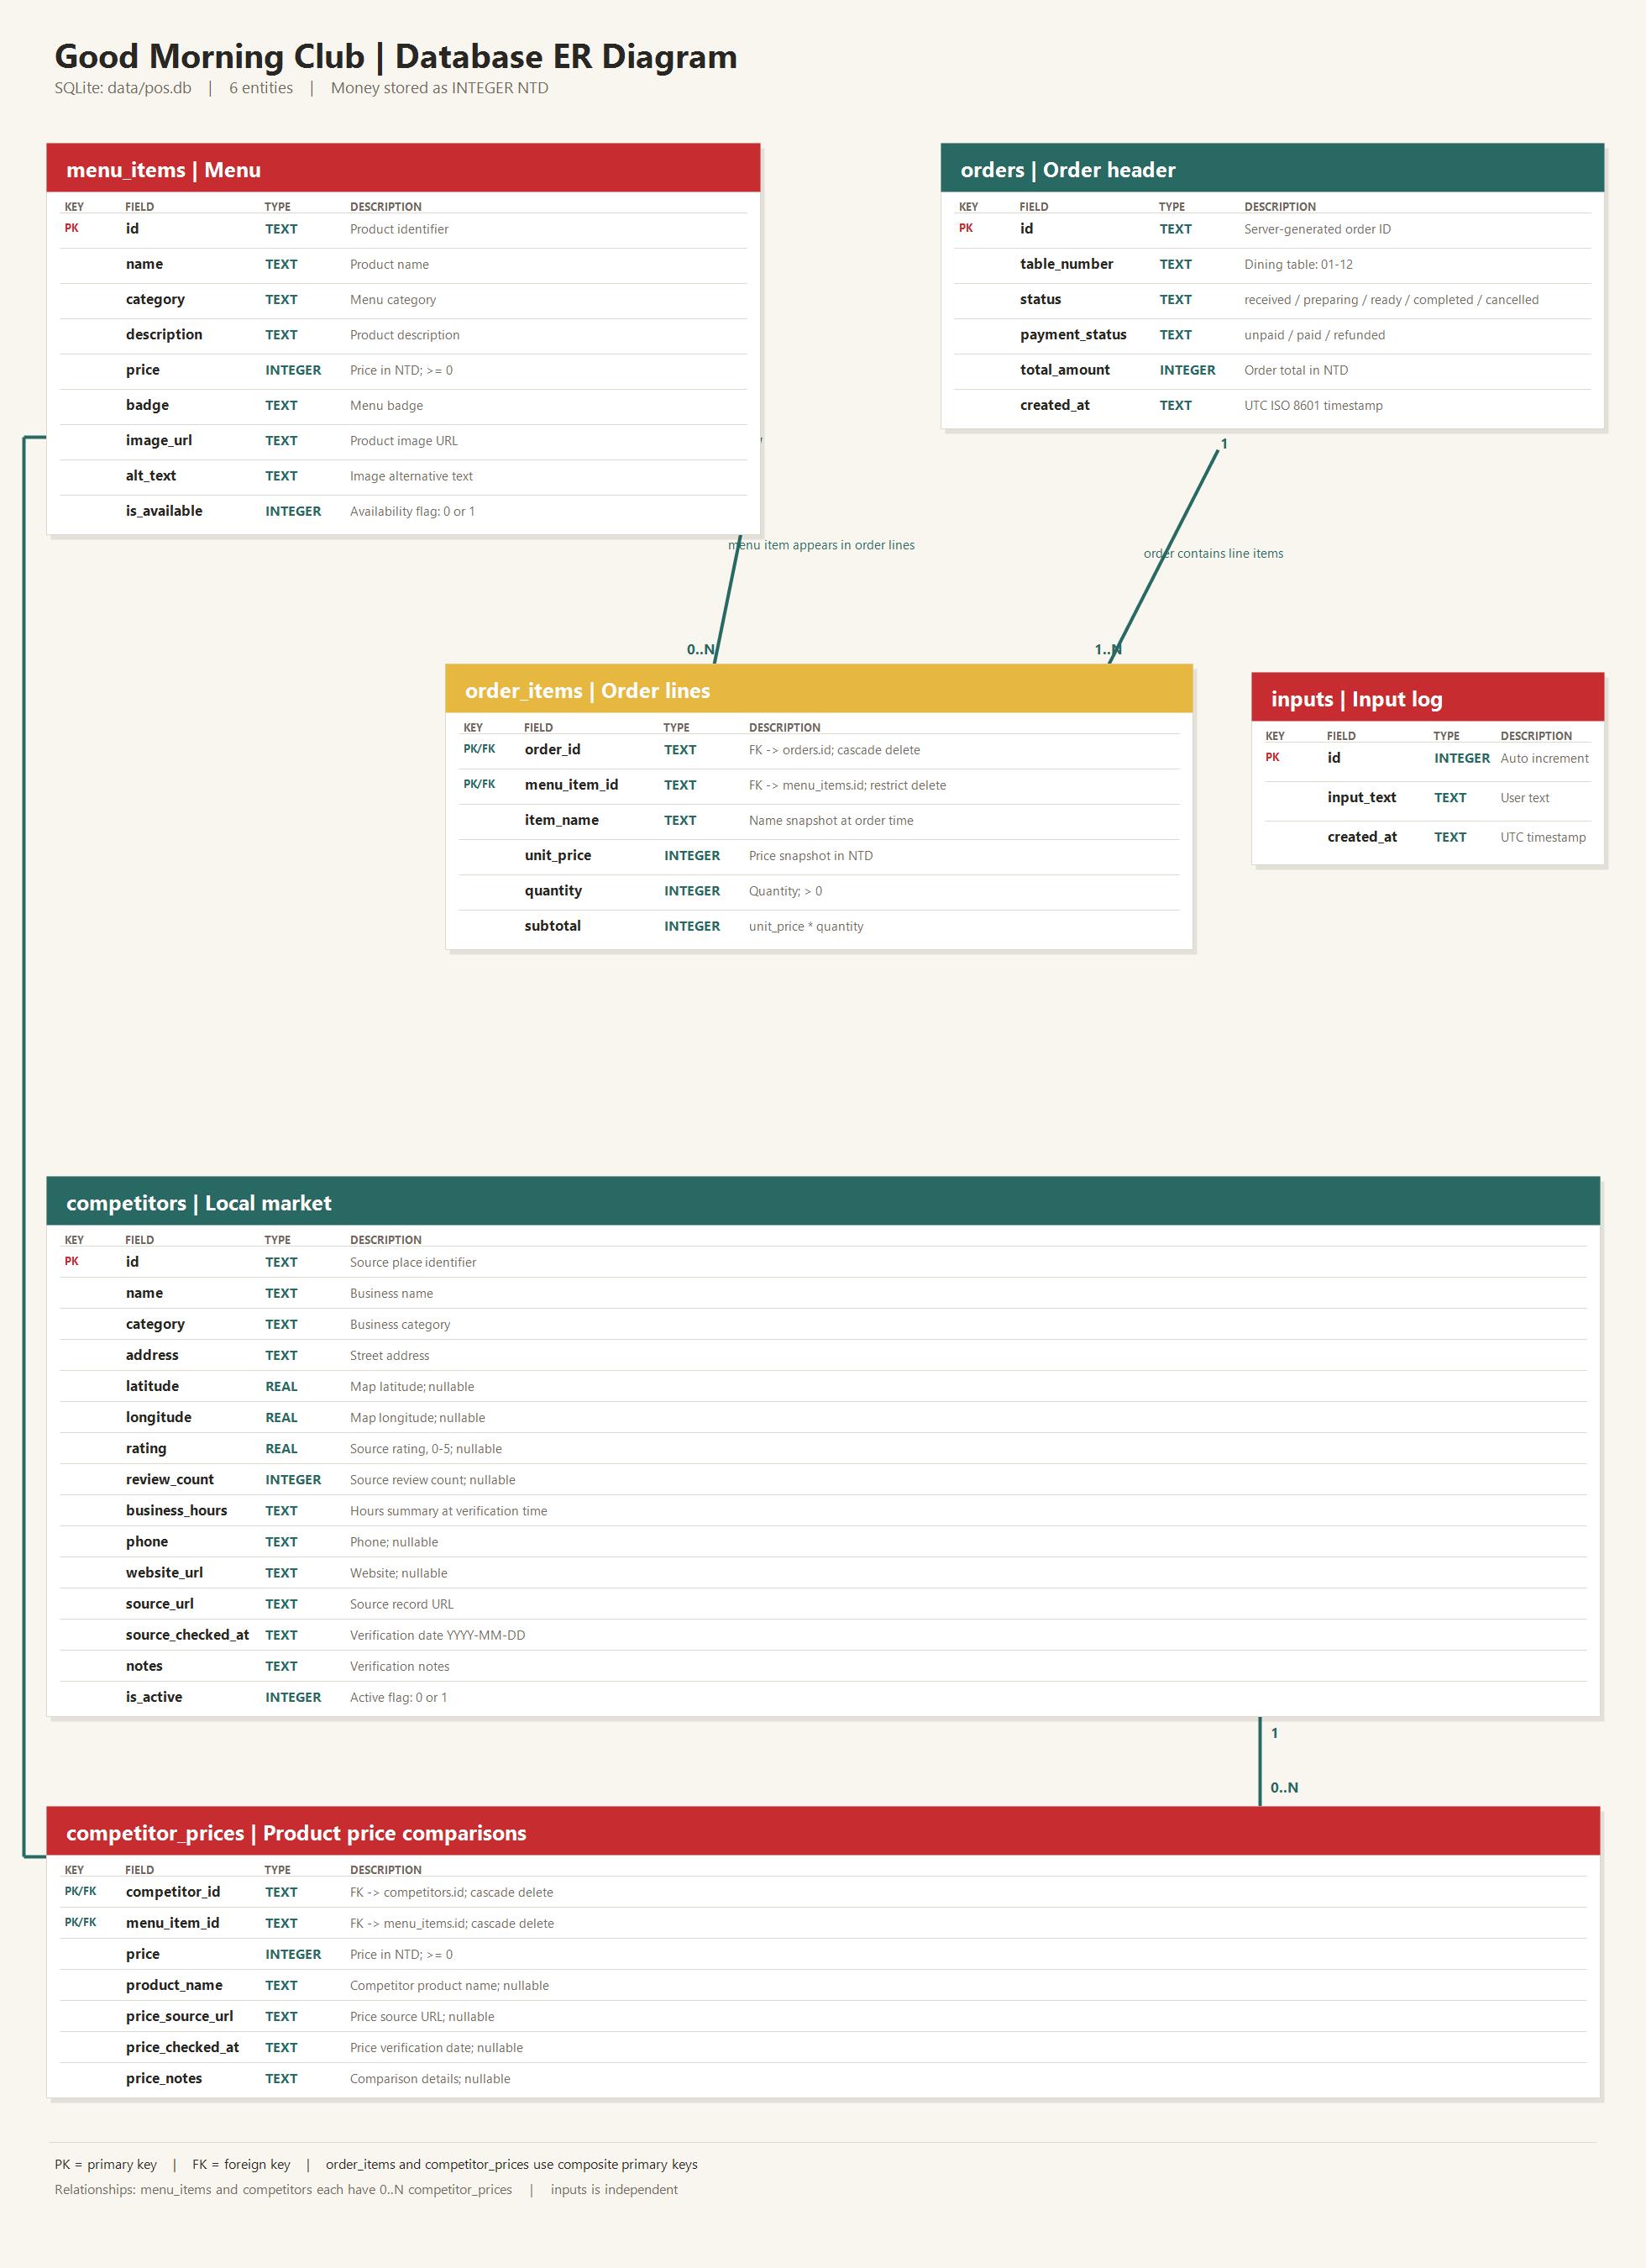 Good Morning Club | Database ER Diagram
SQLite: data/pos.db | 6 entities | Money stored as INTEGER NTD
menu_items | Menu
KEY FIELD TYPE DESCRIPTION
PK id TEXT Product identifier
name TEXT Product name
category TEXT Menu category
description TEXT Product description
price INTEGER Price in NTD; >= 0
badge TEXT Menu badge
image_url TEXT Product image URL
alt_text TEXT Image alternative text
is_available INTEGER Availability flag: 0 or 1
orders | Order header
KEY FIELD TYPE DESCRIPTION
PK id TEXT Server-generated order ID
table_number TEXT Dining table: 01-12
status TEXT received / preparing / ready / completed / cancelled
payment_status TEXT unpaid / paid / refunded
total_amount INTEGER Order total in NTD
created_at TEXT UTC ISO 8601 timestamp
1
menu item appears in order lines
order contains line items
0..N
1..N
order_items | Order lines
KEY FIELD TYPE DESCRIPTION
PK/FK order_id TEXT FK -> orders.id; cascade delete
PK/FK menu_item_id TEXT FK -> menu_items.id; restrict delete
item_name TEXT Name snapshot at order time
unit_price INTEGER Price snapshot in NTD
quantity INTEGER Quantity; > 0
subtotal INTEGER unit_price * quantity
inputs | Input log
KEY FIELD TYPE DESCRIPTION
PK id INTEGER Auto increment
input_text TEXT User text
created_at TEXT UTC timestamp
competitors | Local market
KEY FIELD TYPE DESCRIPTION
PK id TEXT Source place identifier
name TEXT Business name
category TEXT Business category
address TEXT Street address
latitude REAL Map latitude; nullable
longitude REAL Map longitude; nullable
rating REAL Source rating, 0-5; nullable
review_count INTEGER Source review count; nullable
business_hours TEXT Hours summary at verification time
phone TEXT Phone; nullable
website_url TEXT Website; nullable
source_url TEXT Source record URL
source_checked_at TEXT Verification date YYYY-MM-DD
notes TEXT Verification notes
is_active INTEGER Active flag: 0 or 1
1
0..N
competitor_prices | Product price comparisons
KEY FIELD TYPE DESCRIPTION
PK/FK competitor_id TEXT FK -> competitors.id; cascade delete
PK/FK menu_item_id TEXT FK -> menu_items.id; cascade delete
price INTEGER Price in NTD; >= 0
product_name TEXT Competitor product name; nullable
price_source_url TEXT Price source URL; nullable
price_checked_at TEXT Price verification date; nullable
price_notes TEXT Comparison details; nullable
PK = primary key | FK = foreign key | order_items and competitor_prices use composite primary keys
Relationships: menu_items and competitors each have 0..N competitor_prices | inputs is independent